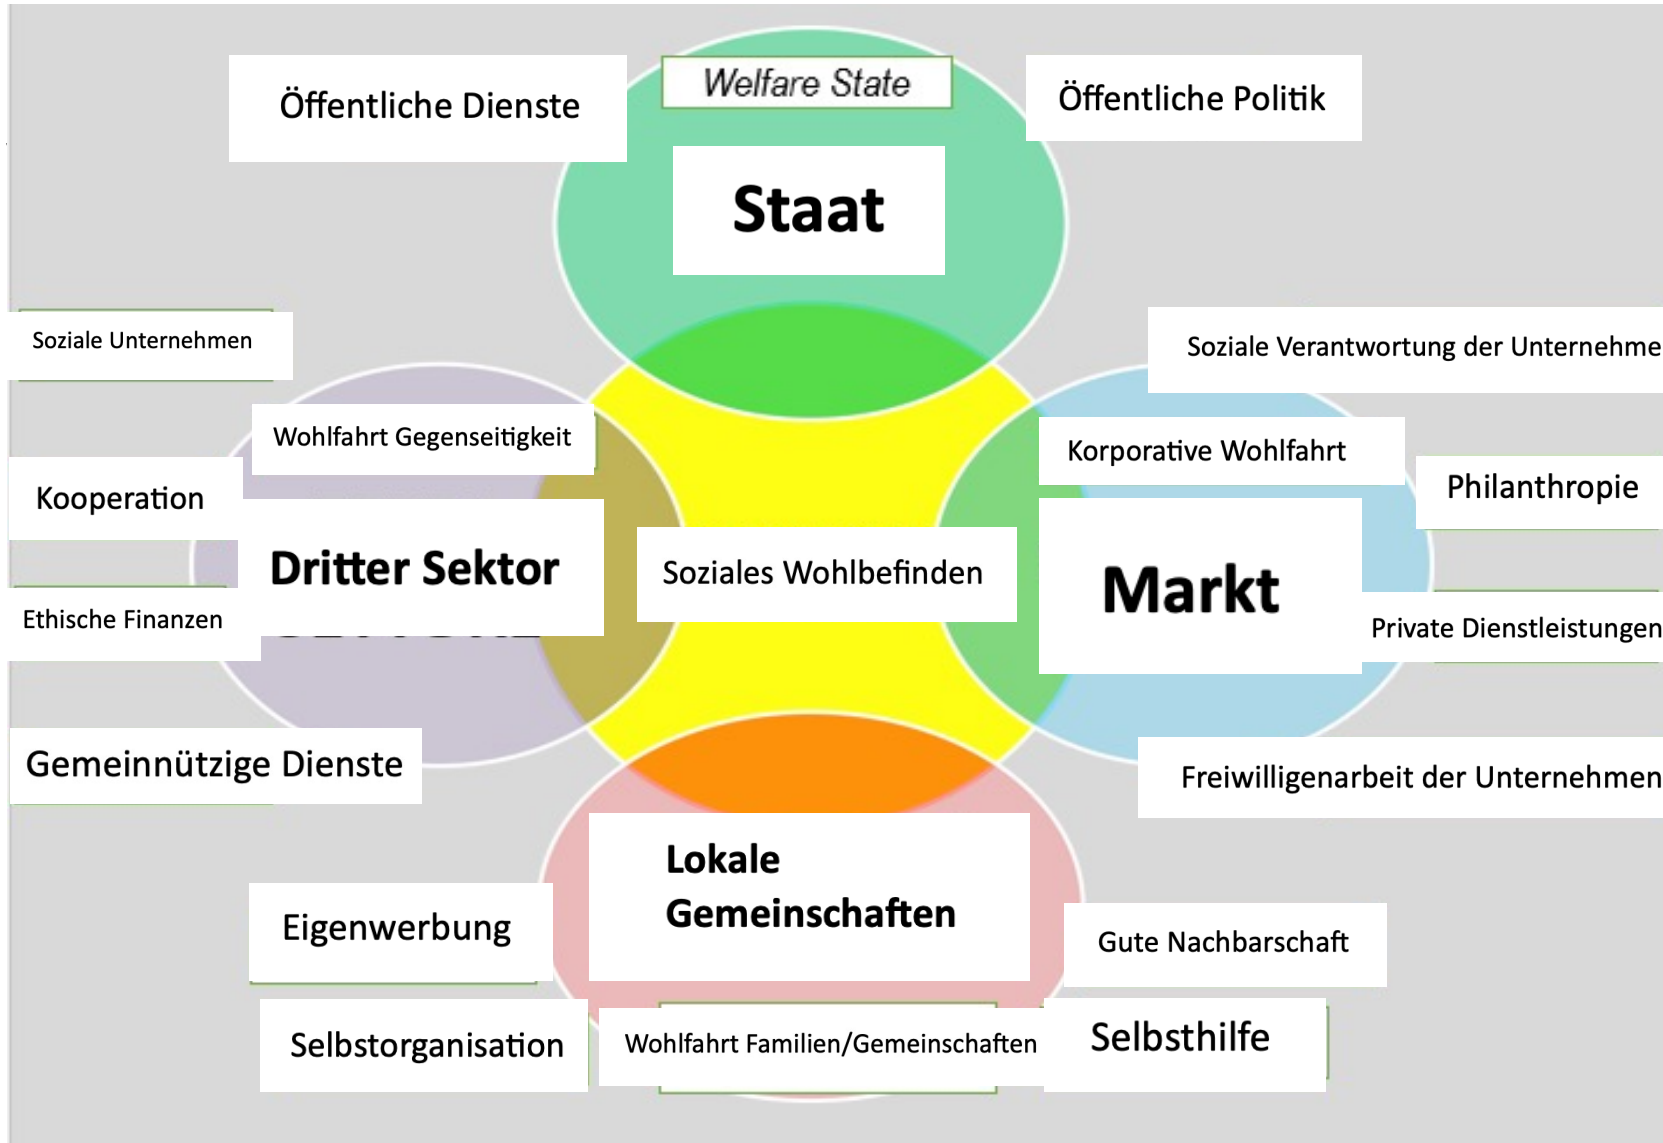 Öffentliche Dienste
Welfare State
Öffentliche Politik
Staat
Soziale Unternehmen
Soziale Verantwortung der Unternehme
Wohlfahrt Gegenseitigkeit
Korporative Wohlfahrt
Kooperation
Philanthropie
Dritter Sektor
Soziales Wohlbefinden
Markt
Ethische Finanzen
Private Dienstleistungen
Gemeinnützige Dienste
Freiwilligenarbeit der Unternehmen
Lokale
Gemeinschaften
Eigenwerbung
Gute Nachbarschaft
Selbstorganisation
Wohlfahrt Familien/Gemeinschaften
Selbsthilfe